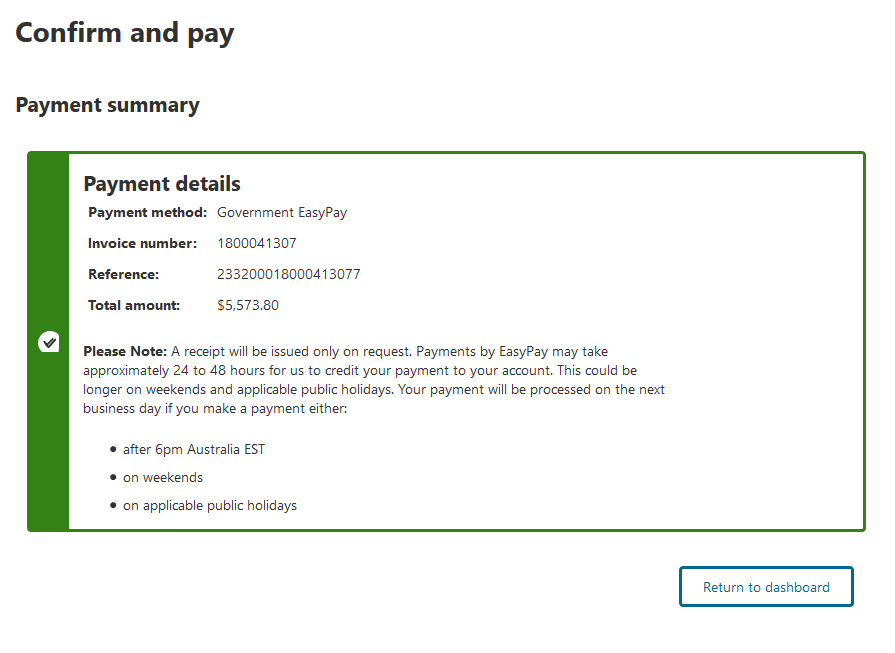 Confirm and pay
Payment summary
Payment details
Payment method: Government EasyPay
Invoice number: 1800041307
Reference: 233200018000413077
Total amount: $5,573.80
Please Note: A receipt will be issued only on request. Payments by EasyPay may take
approximately 24 to 48 hours for us to credit your payment to your account. This could be
longer on weekends and applicable public holidays. Your payment will be processed on the next
business day if you make a payment either:
• after 6pm Australia EST
• on weekends
• on applicable public holidays
Return to dashboard